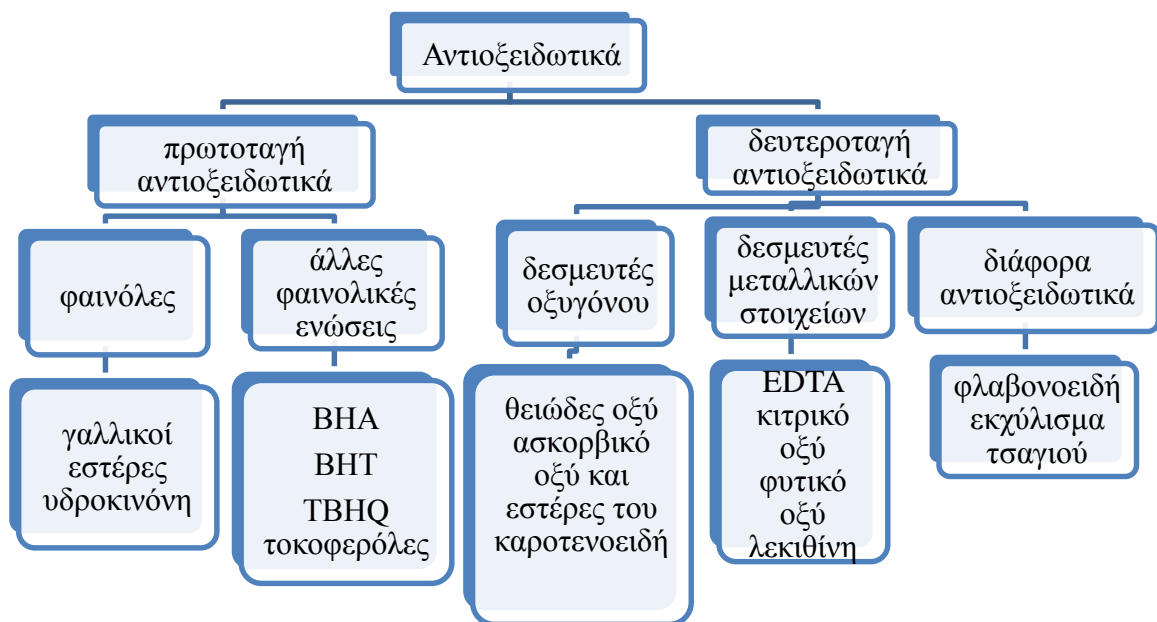 Αντιοξειδωτικά
πρωτοταγή
αντιοξειδωτικά
δευτεροταγή
αντιοξειδωτικά
φαινόλες
άλλες
φαινολικές
ενώσεις
δεσμευτές
οξυγόνου
δεσμευτές
μεταλλικών
στοιχείων
διάφορα
αντιοξειδωτικά
γαλλικοί
εστέρες
υδροκινόνη
BHA
BHT
TBHQ
τοκοφερόλες
θειώδες οξύ
ασκορβικό
οξύ και
εστέρες του
καροτενοειδή
EDTA
κιτρικό
οξύ
φυτικό
οξύ
λεκιθίνη
φλαβονοειδή
εκχύλισμα
τσαγιού